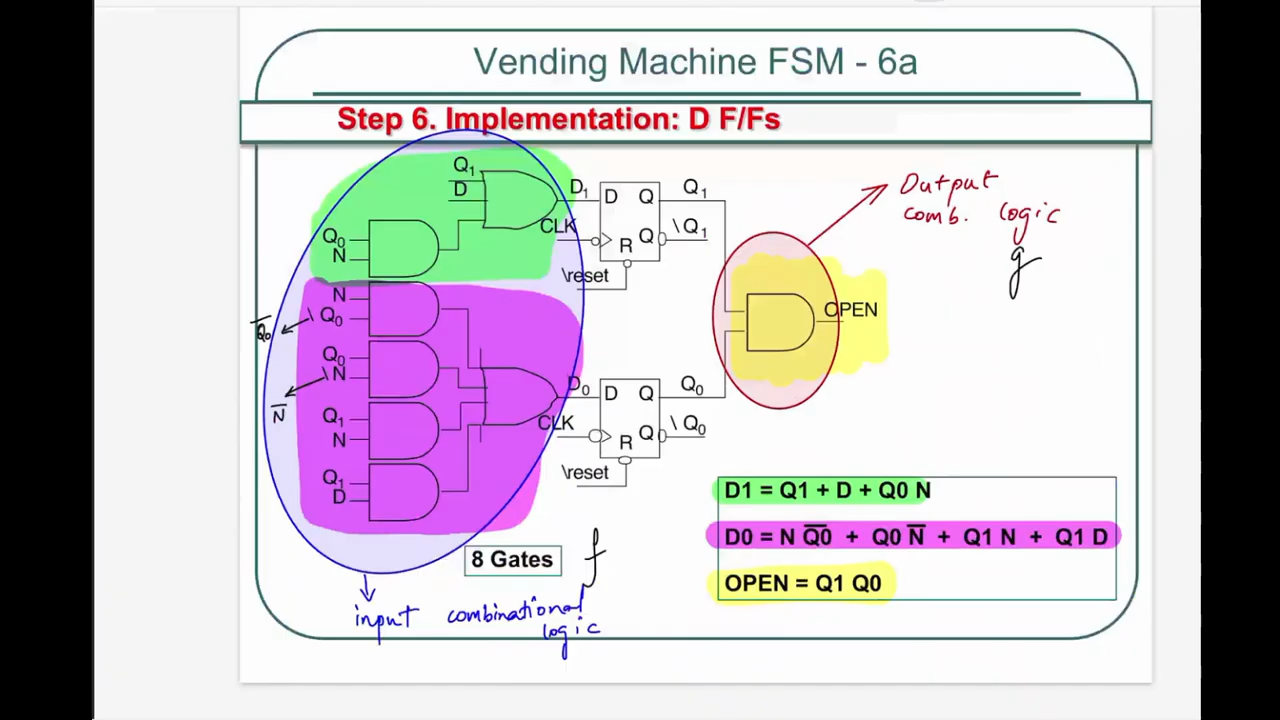 Vending Machine FSM - 6a
Step 6. Implementation: D F/Fs
Q1
D
D1
D Q
Q1
CLK
Q0
N
R Q
\ Q1
\reset
Output
comb. logic
g
N
\ Q0
Q0
OPEN
Q0
\ N
N
D0
D Q
Q0
CLK
Q1
N
R Q
\ Q0
\reset
Q1
D
D1 = Q1 + D + Q0 N
D0 = N Q̅0̅ + Q0 N̅ + Q1 N + Q1 D
OPEN = Q1 Q0
8 Gates
f
input combinational
logic